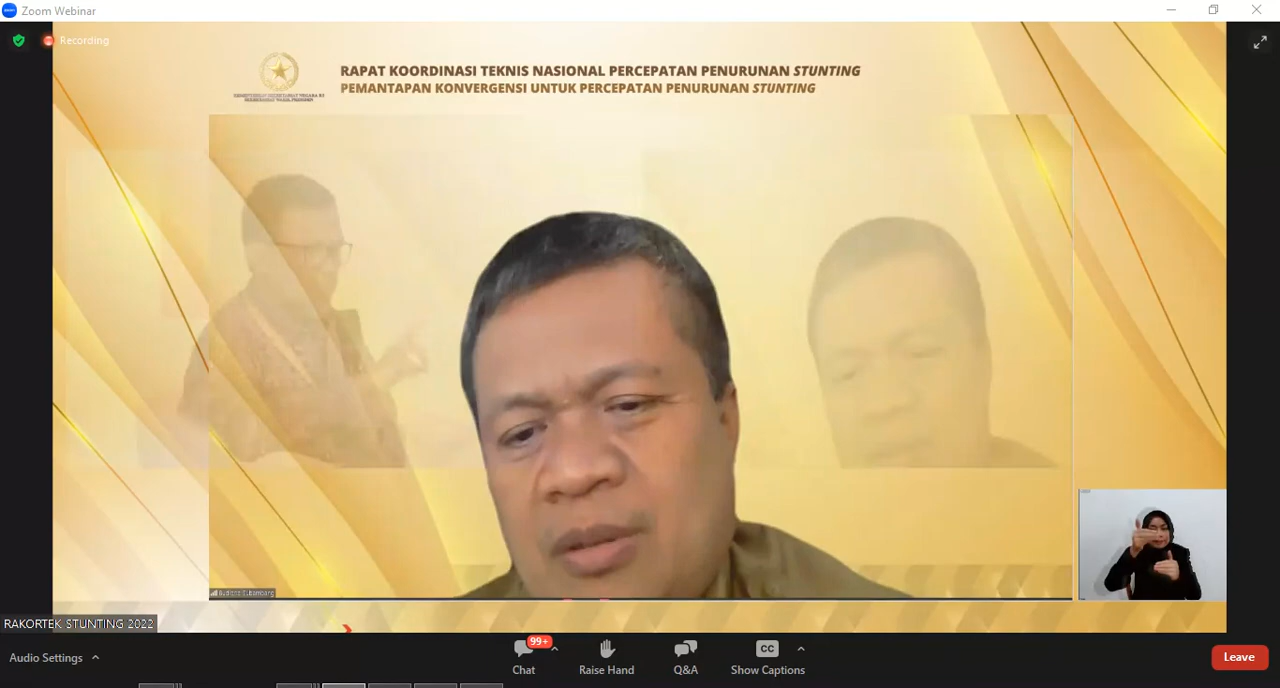 Zoom Webinar
Recording
RAPAT KOORDINASI TEKNIS NASIONAL PERCEPATAN PENURUNAN STUNTING
PEMANTAPAN KONVERGENSI UNTUK PERCEPATAN PENURUNAN STUNTING
RAKORTEK STUNTING 2022
Audio Settings
99+
Chat
Raise Hand
Q&A
CC
Show Captions
Leave